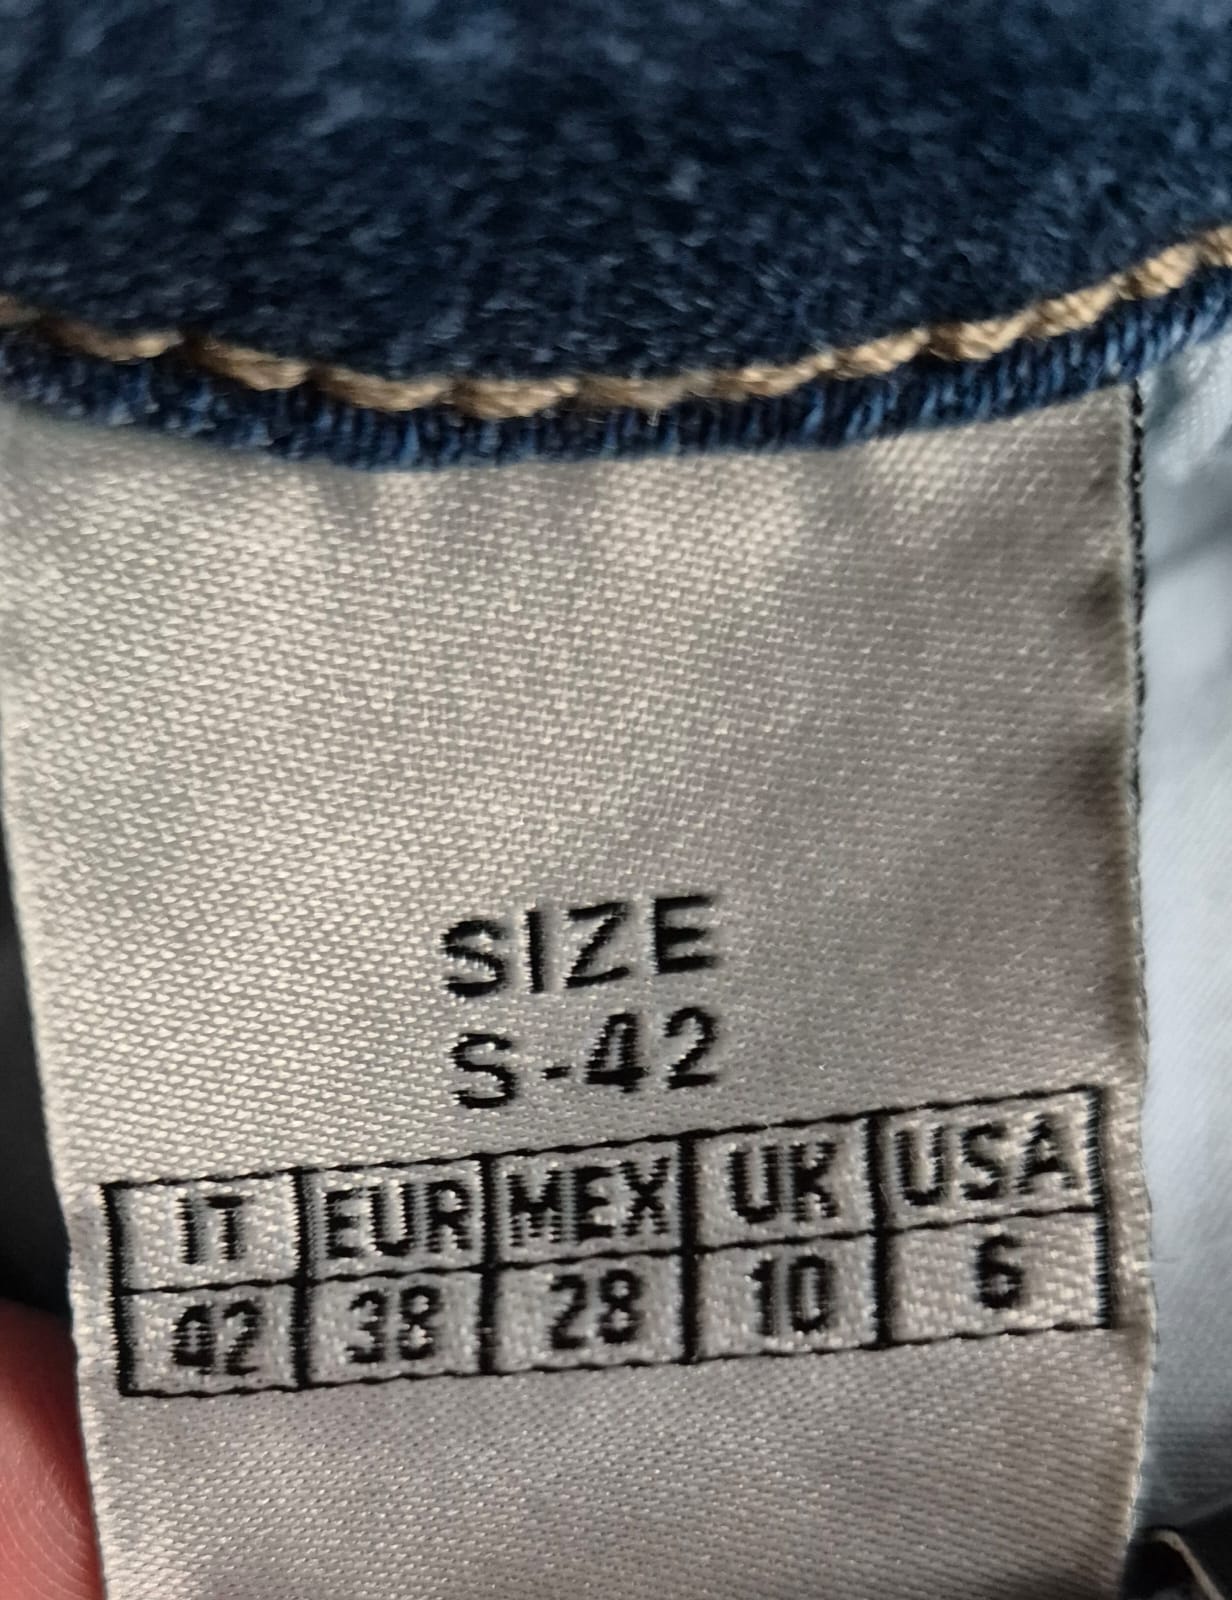 SIZE
S-42
IT EUR MEX UK USA
42 38 28 10 6